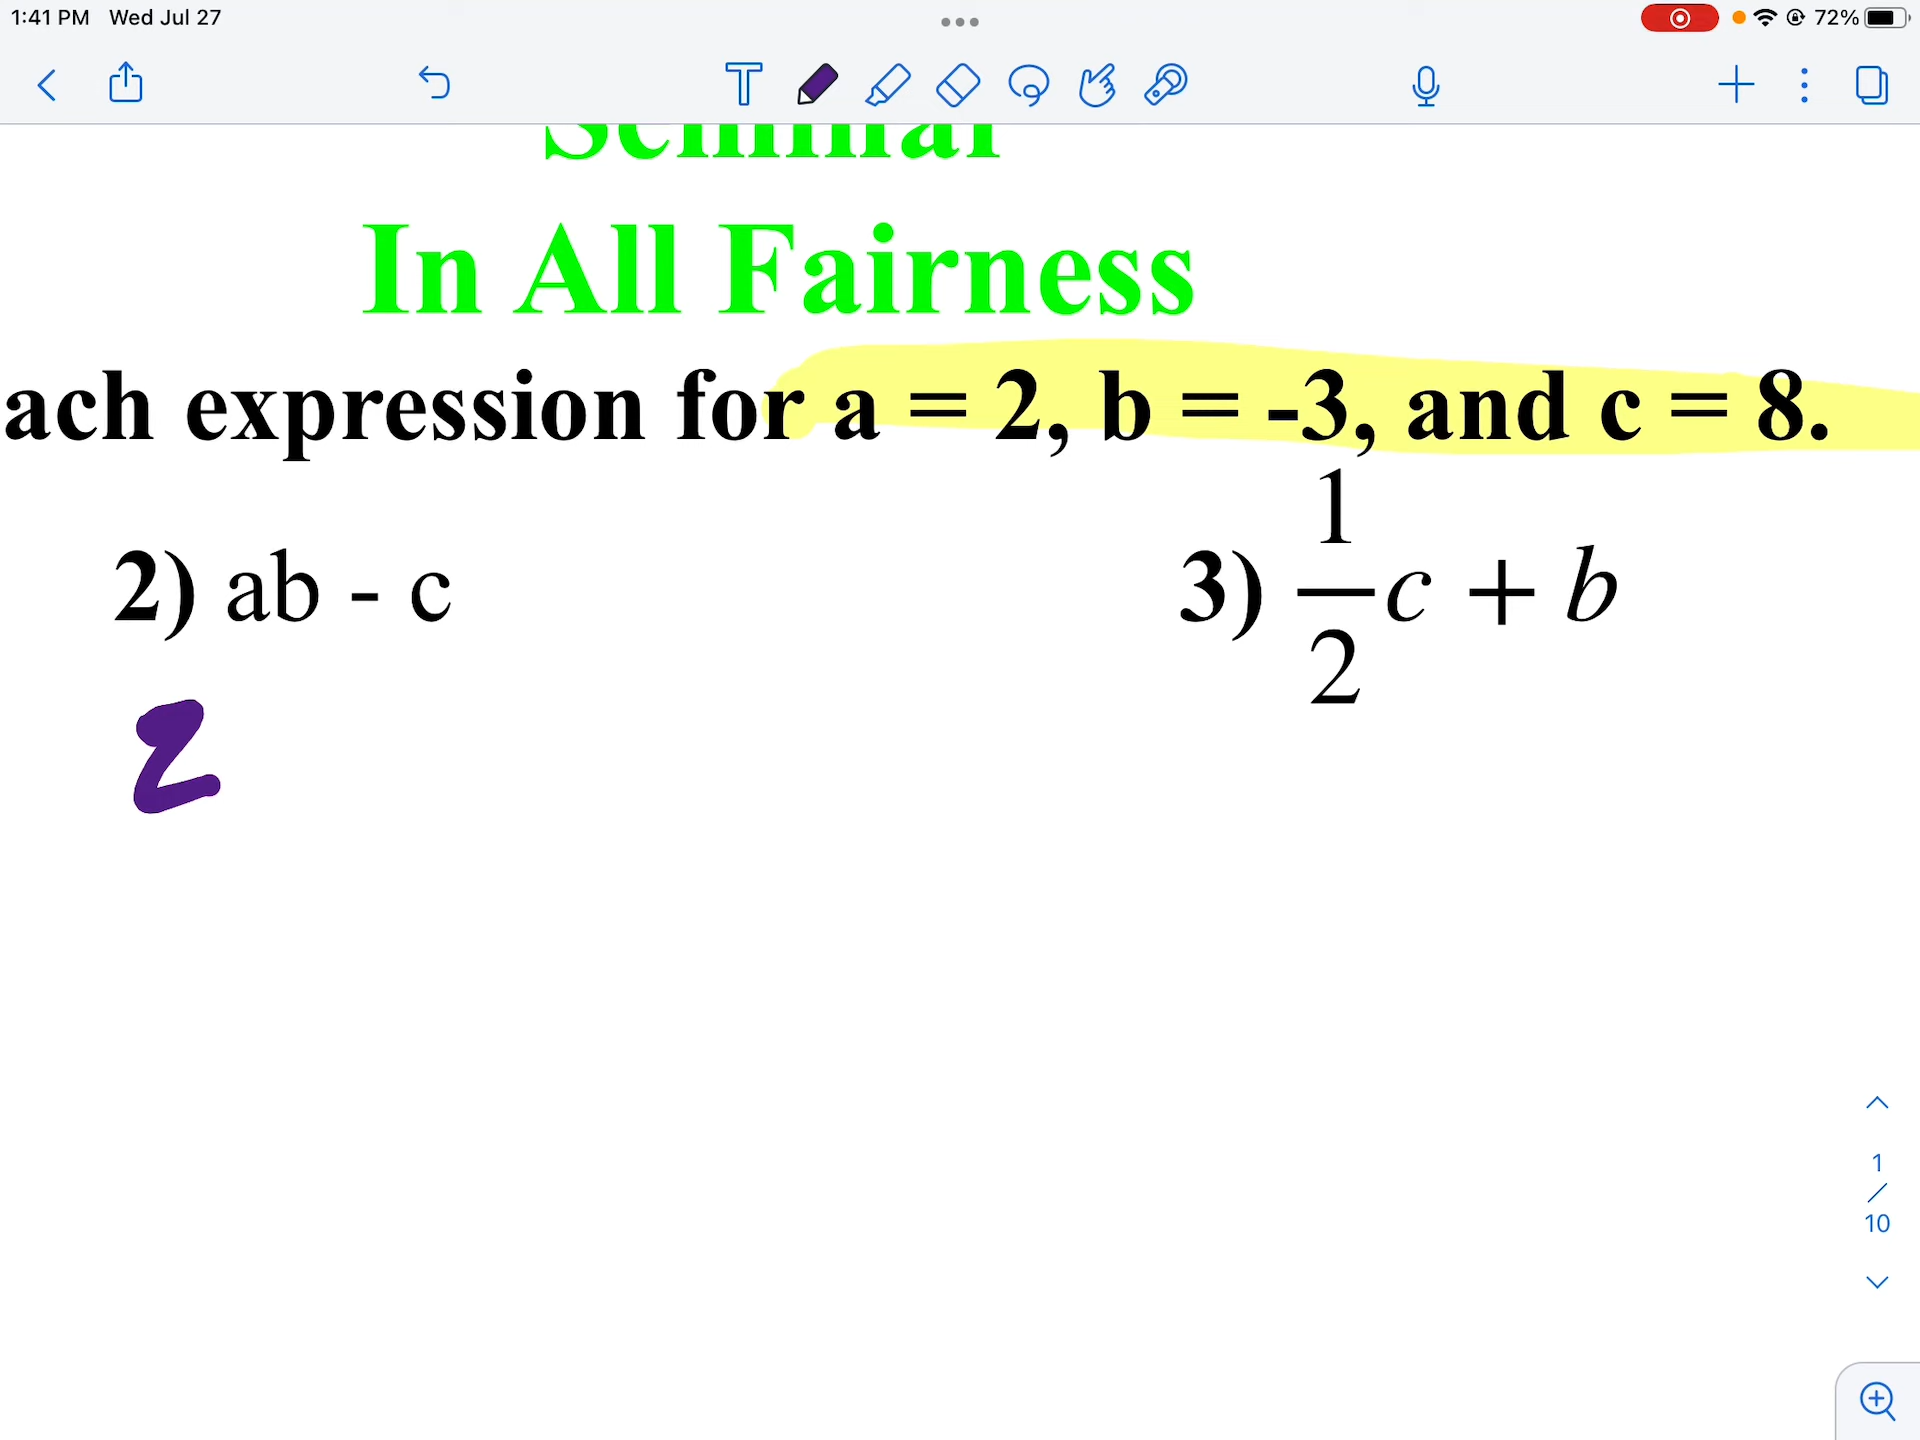 1:41 PM Wed Jul 27
72%
Seminar
In All Fairness
ach expression for a = 2, b = -3, and c = 8.
2) ab - c
3) 1/2 c + b
2
1
/
10